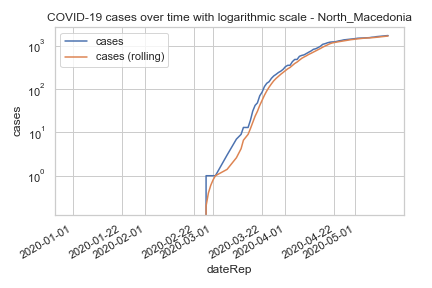 COVID-19 cases over time with logarithmic scale - North_Macedonia
cases
cases (rolling)
10³
10²
10¹
10⁰
cases
2020-01-01
2020-01-22
2020-02-01
2020-02-22
2020-03-01
2020-03-22
2020-04-01
2020-04-22
2020-05-01
dateRep